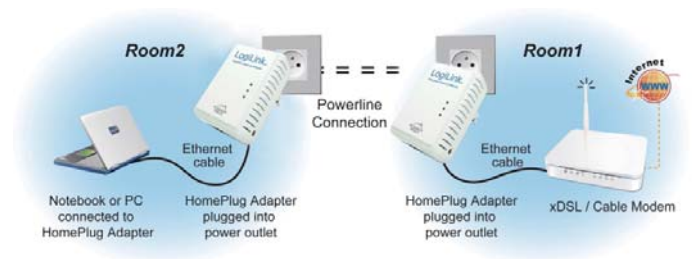 Room2
LogiLink
Powerline
Connection
LogiLink
Room1
Internet
www
Ethernet
cable
Notebook or PC
connected to
HomePlug Adapter
HomePlug Adapter
plugged into
power outlet
Ethernet
cable
HomePlug Adapter
plugged into
power outlet
xDSL / Cable Modem